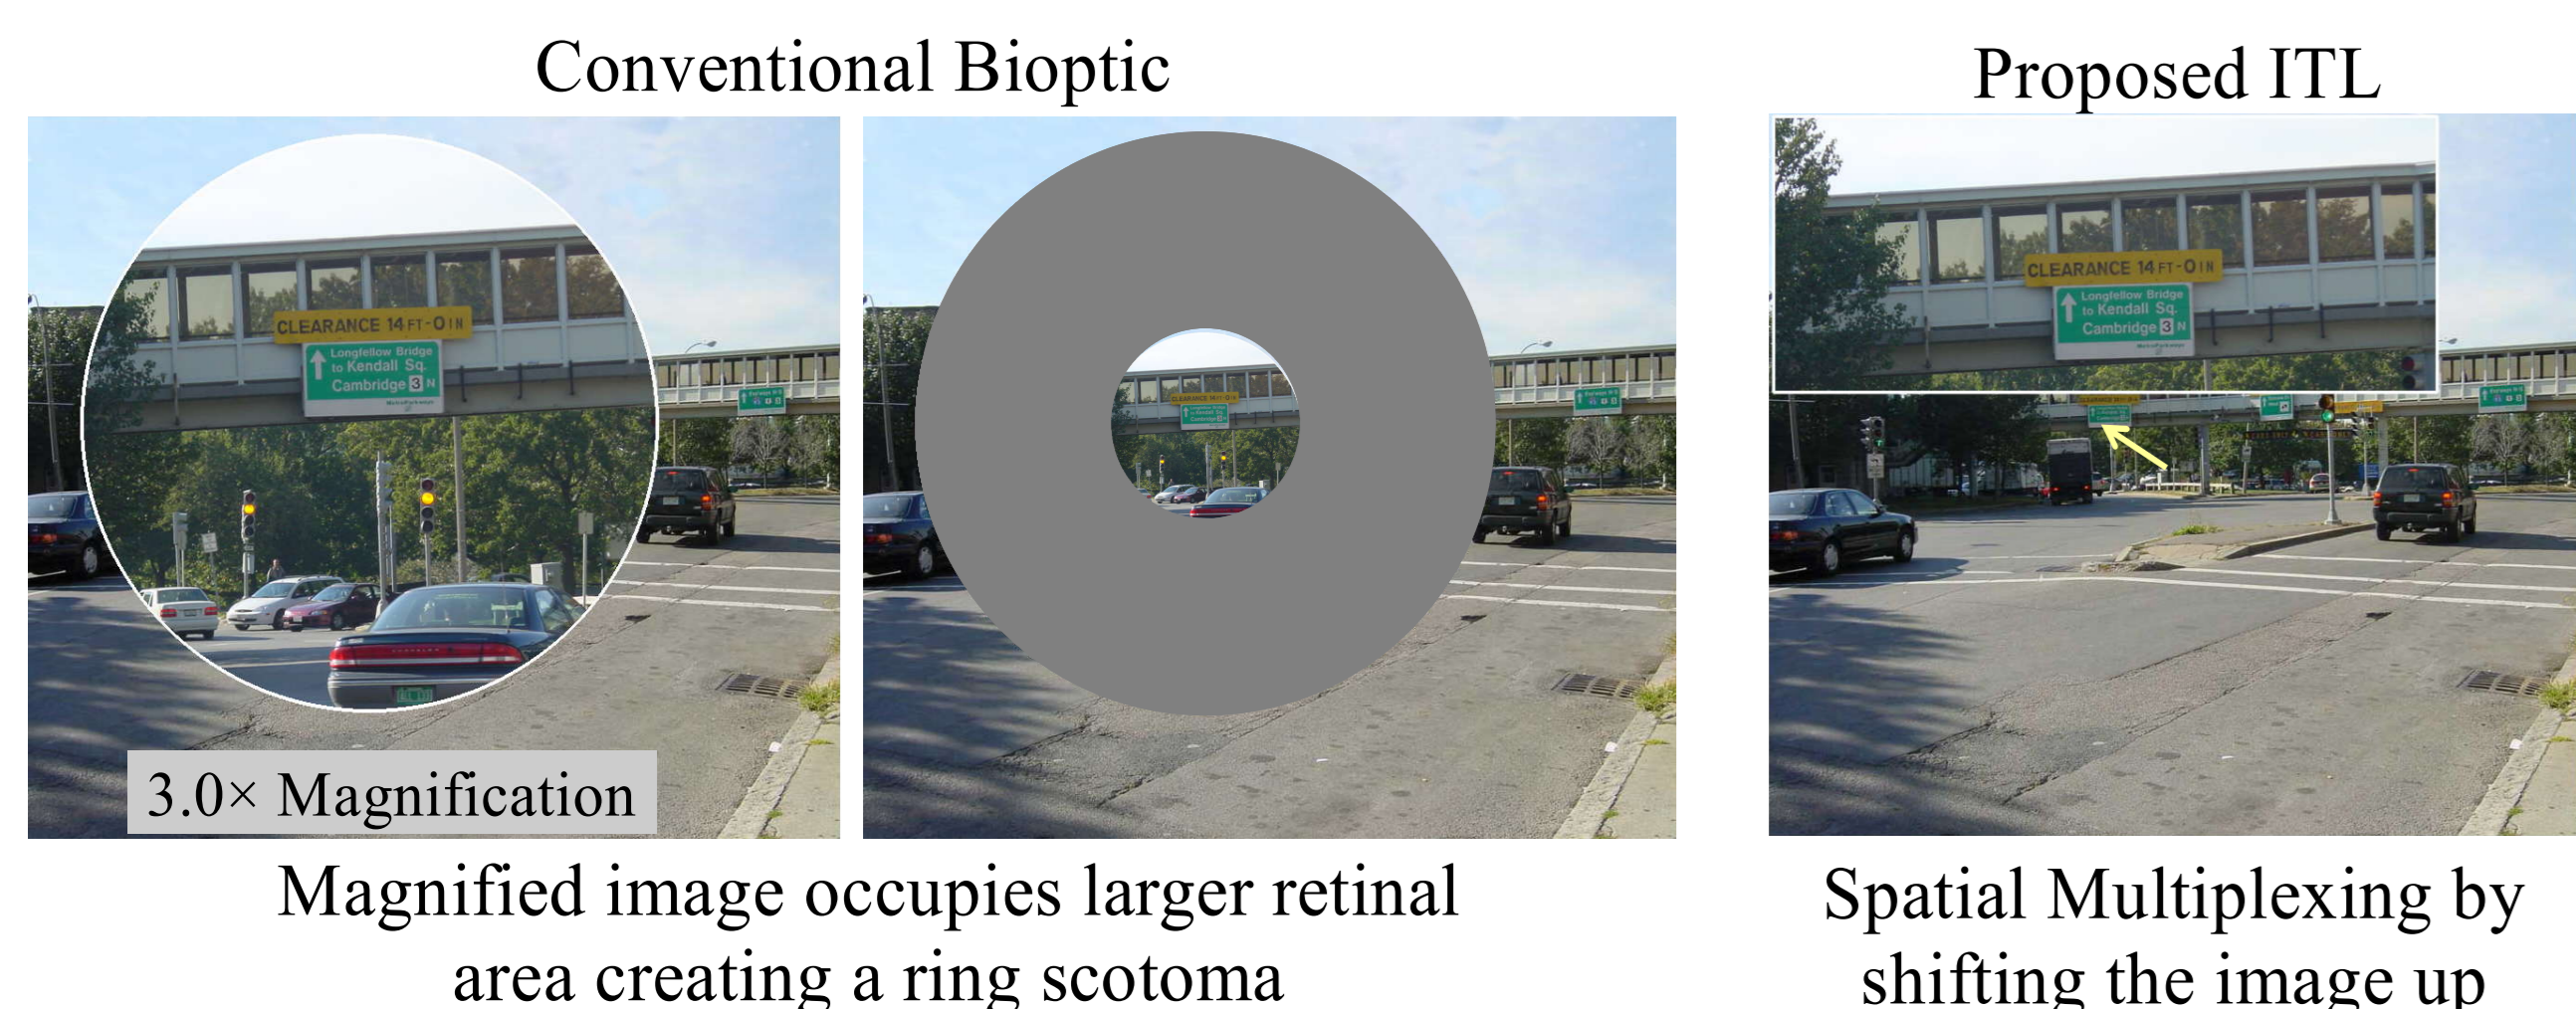 Conventional Bioptic
Proposed ITL
CLEARANCE 14 FT-0 IN
Longfellow Bridge
to Kendall Sq.
Cambridge 3 N
CLEARANCE 14 FT-0 IN
Longfellow Bridge
to Kendall Sq.
Cambridge 3 N
3.0× Magnification
Magnified image occupies larger retinal
area creating a ring scotoma
Spatial Multiplexing by
shifting the image up